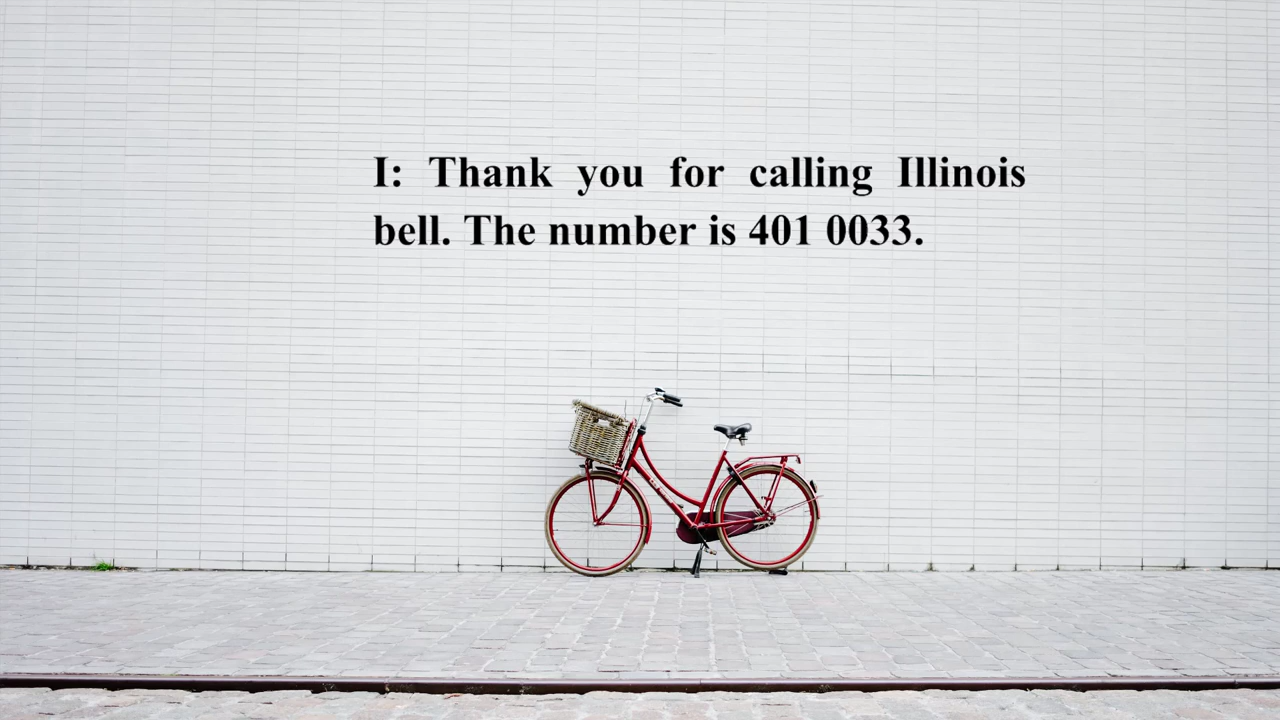 I: Thank you for calling Illinois
bell. The number is 401 0033.